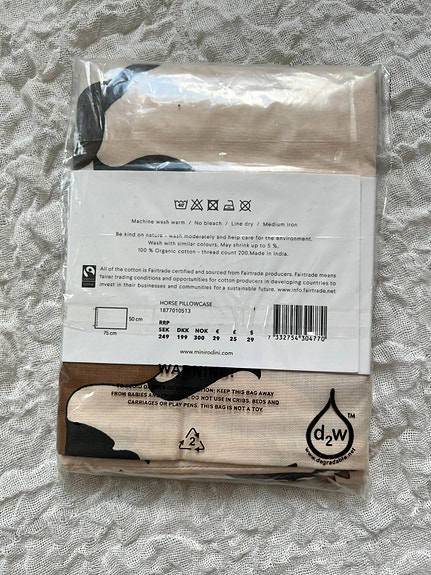 Machine wash warm / No bleach / Line dry / Medium iron
Be kind on nature - wash moderately and help care for the environment.
Wash with similar colours. May shrink up to 5 %.
100 % Organic cotton - thread count 200. Made in India.
All of the cotton is Fairtrade certified and sourced from Fairtrade producers. Fairtrade means
fairer trading conditions and opportunities for cotton producers in developing countries to
invest in their businesses and communities for a sustainable future. www.info.fairtrade.net
FAIRTRADE
HORSE PILLOWCASE
1877010513
50 cm
75 cm
RRP
SEK DKK NOK € £ $
249 199 300 29 25 29
7 332754 304770
www.minirodini.com
WARNING!
KEEP THIS BAG AWAY
FROM BABIES DO NOT USE IN CRIBS, BEDS AND
CARRIAGES OR PLAY PENS. THIS BAG IS NOT A TOY
2
d2w
TM
www.degradable.net